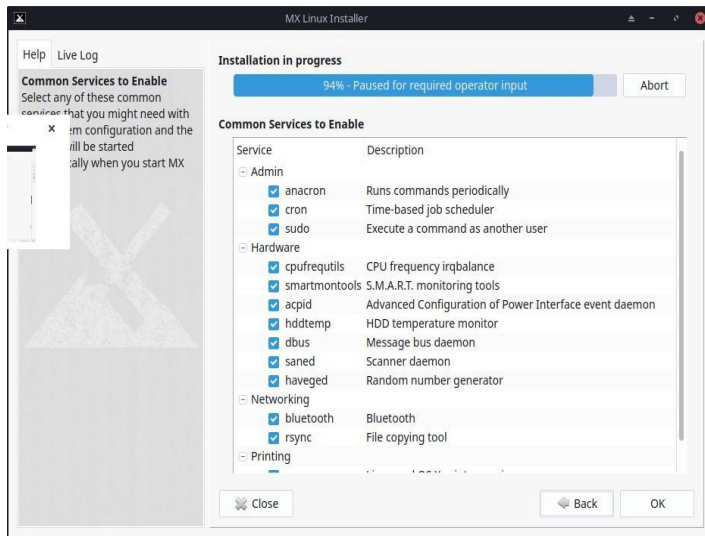 MX Linux Installer
Help Live Log
Common Services to Enable
Select any of these common
services that you might need with
em configuration and the
will be started
cally when you start MX
Installation in progress
94% - Paused for required operator input
Abort
Common Services to Enable
Service Description
Admin
anacron Runs commands periodically
cron Time-based job scheduler
sudo Execute a command as another user
Hardware
cpufrequtils CPU frequency irqbalance
smartmontools S.M.A.R.T. monitoring tools
acpid Advanced Configuration of Power Interface event daemon
hddtemp HDD temperature monitor
dbus Message bus daemon
saned Scanner daemon
haveged Random number generator
Networking
bluetooth Bluetooth
rsync File copying tool
Printing
Close Back OK